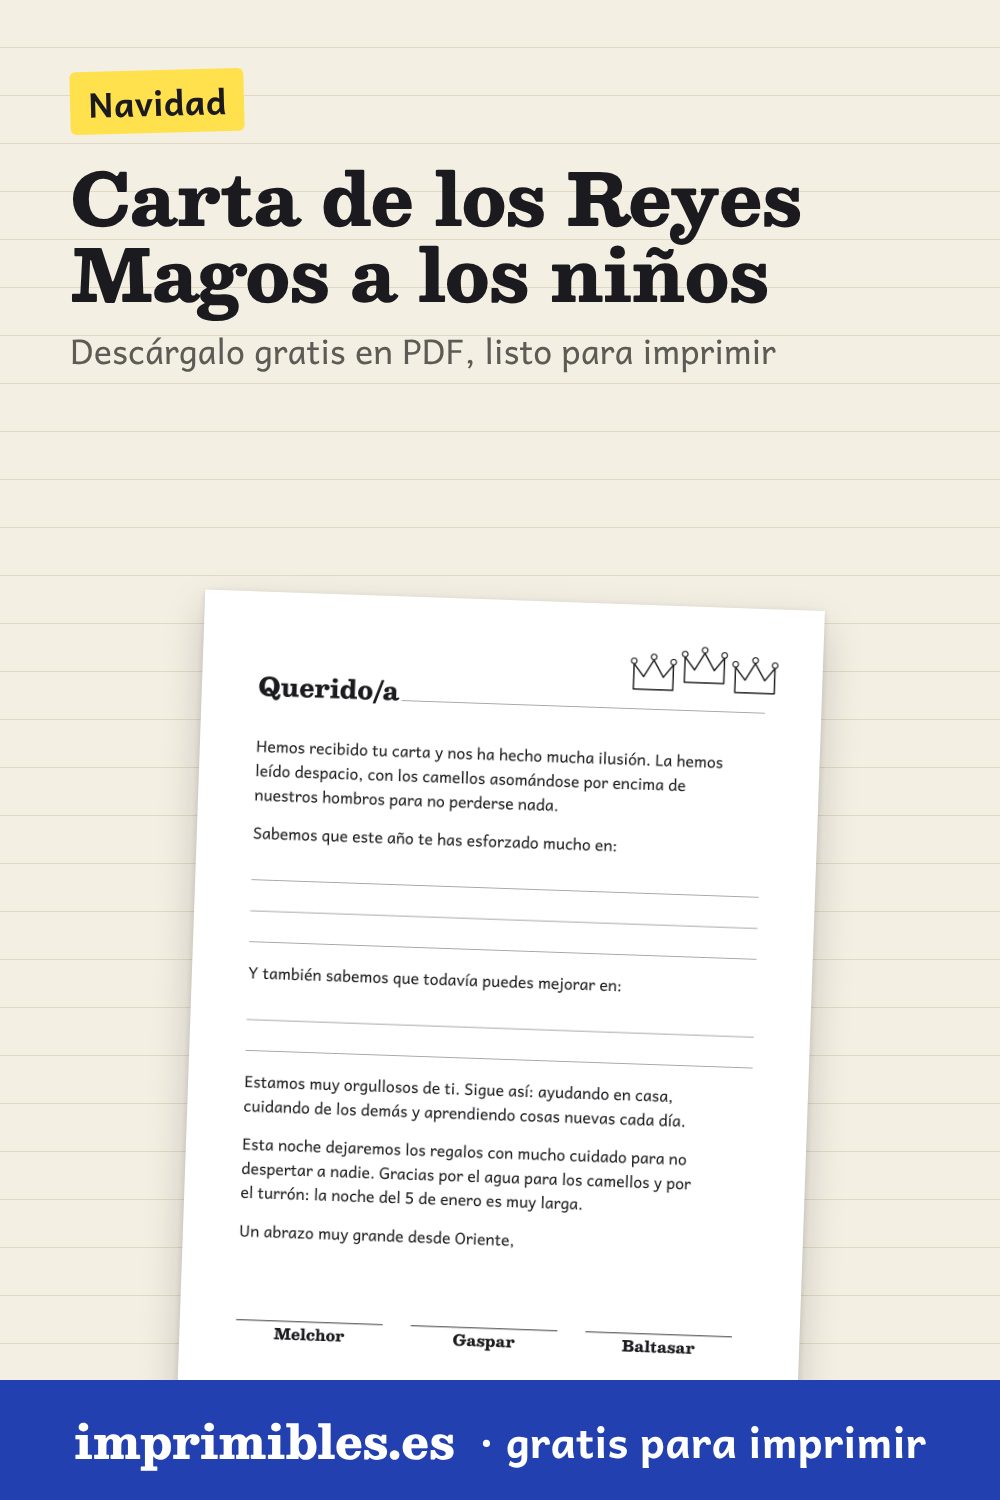 Navidad
Carta de los Reyes
Magos a los niños
Descárgalo gratis en PDF, listo para imprimir
Querido/a
Hemos recibido tu carta y nos ha hecho mucha ilusión. La hemos
leído despacio, con los camellos asomándose por encima de
nuestros hombros para no perderse nada.
Sabemos que este año te has esforzado mucho en:
Y también sabemos que todavía puedes mejorar en:
Estamos muy orgullosos de ti. Sigue así: ayudando en casa,
cuidando de los demás y aprendiendo cosas nuevas cada día.
Esta noche dejaremos los regalos con mucho cuidado para no
despertar a nadie. Gracias por el agua para los camellos y por
el turrón: la noche del 5 de enero es muy larga.
Un abrazo muy grande desde Oriente,
Melchor Gaspar Baltasar
imprimibles.es · gratis para imprimir